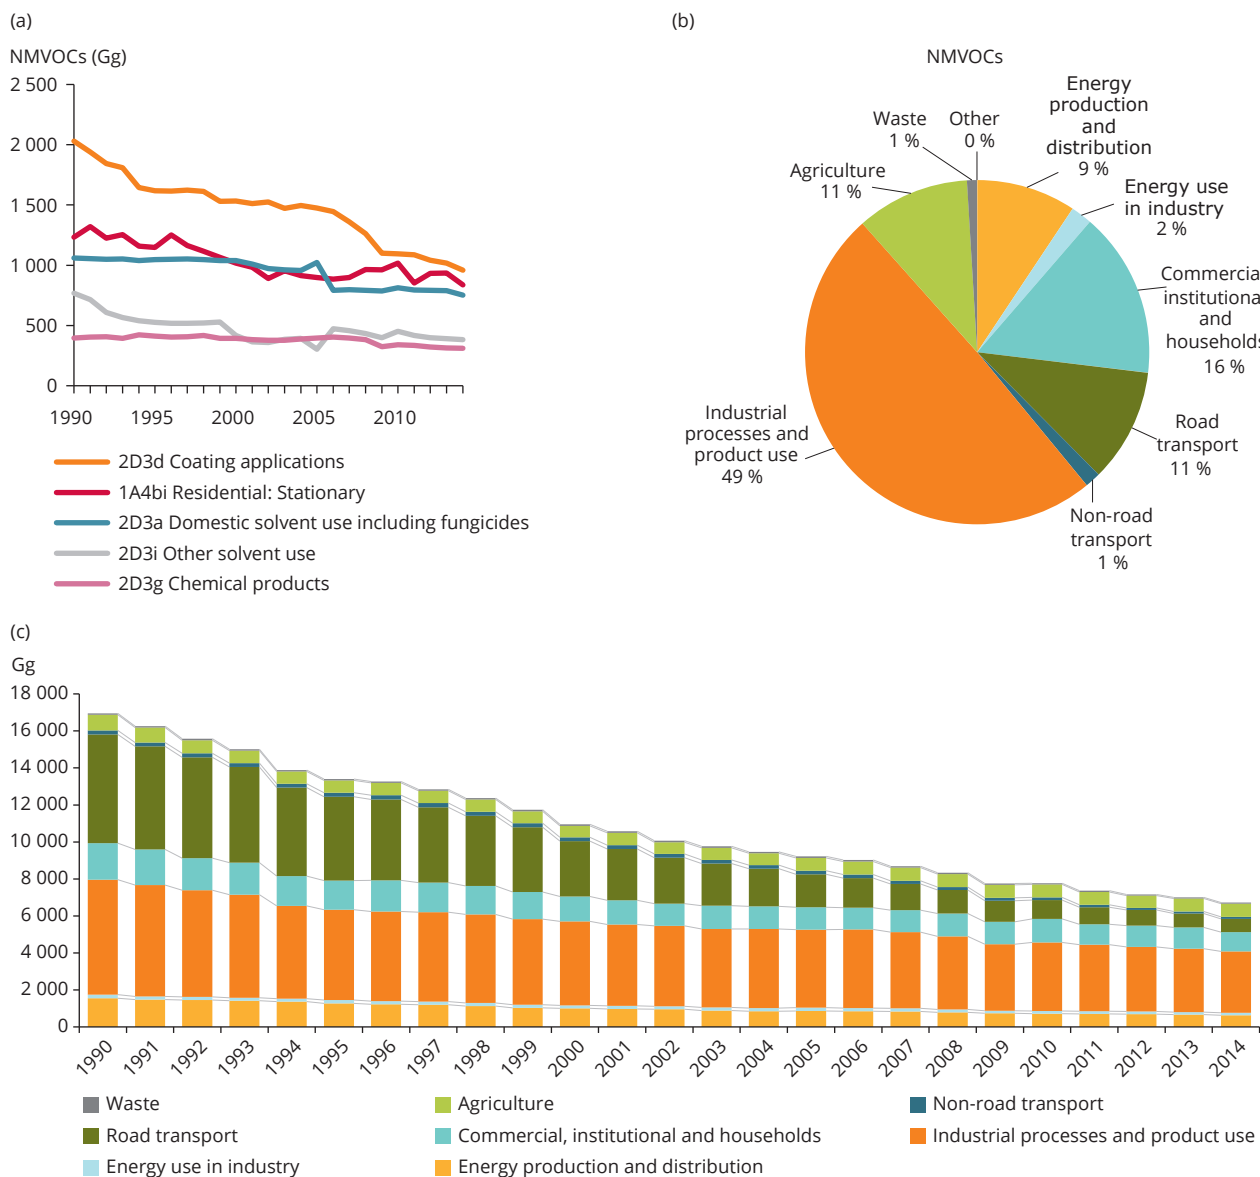 (a)
NMVOCs (Gg)
2 500
2 000
1 500
1 000
500
0
1990
1995
2000
2005
2010
2D3d Coating applications
1A4bi Residential: Stationary
2D3a Domestic solvent use including fungicides
2D3i Other solvent use
2D3g Chemical products
(b)
NMVOCs
Energy
production
and
distribution
9 %
Waste
1 %
Other
0 %
Agriculture
11 %
Energy use
in industry
2 %
Commercia
institutiona
and
households
16 %
Industrial
processes and
product use
49 %
Road
transport
11 %
Non-road
transport
1 %
(c)
Gg
18 000
16 000
14 000
12 000
10 000
8 000
6 000
4 000
2 000
0
1990
1991
1992
1993
1994
1995
1996
1997
1998
1999
2000
2001
2002
2003
2004
2005
2006
2007
2008
2009
2010
2011
2012
2013
2014
Waste
Agriculture
Non-road transport
Road transport
Commercial, institutional and households
Industrial processes and product use
Energy use in industry
Energy production and distribution